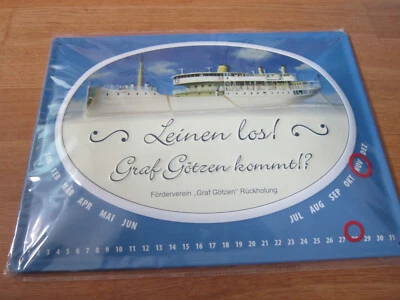 Leinen los!
Graf Götzen kommt!?
Förderverein „Graf Götzen" Rückholung
FEB MÄR APR MAI JUN
JUL AUG SEP OKT NOV DEZ
3 4 5 6 7 8 9 10 11 12 13 14 15 16 17 18 19 20 21 22 23 24 25 26 27 28 29 30 31